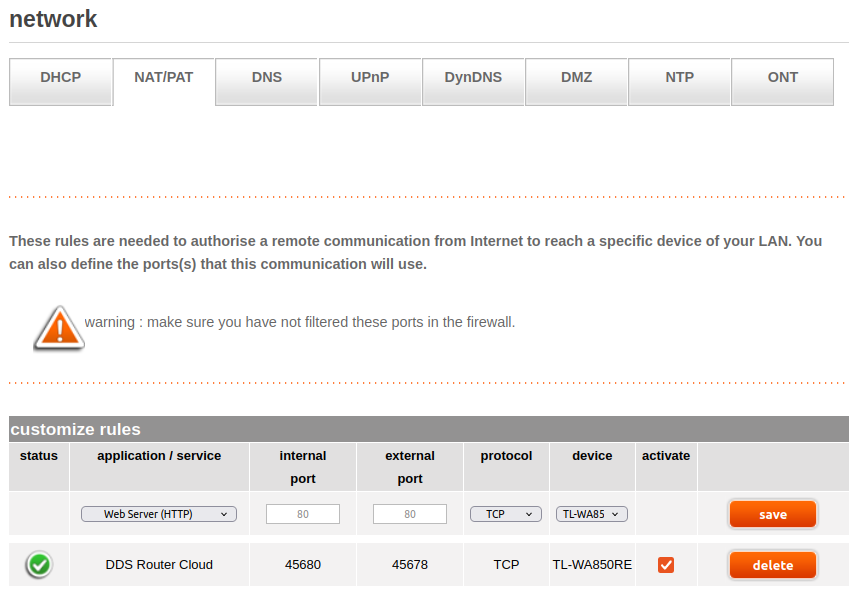 network
DHCP NAT/PAT DNS UPnP DynDNS DMZ NTP ONT
These rules are needed to authorise a remote communication from Internet to reach a specific device of your LAN. You
can also define the ports(s) that this communication will use.
warning : make sure you have not filtered these ports in the firewall.
customize rules
status application / service internal port external port protocol device activate
Web Server (HTTP) 80 80 TCP TL-WA85 save
DDS Router Cloud 45680 45678 TCP TL-WA850RE delete